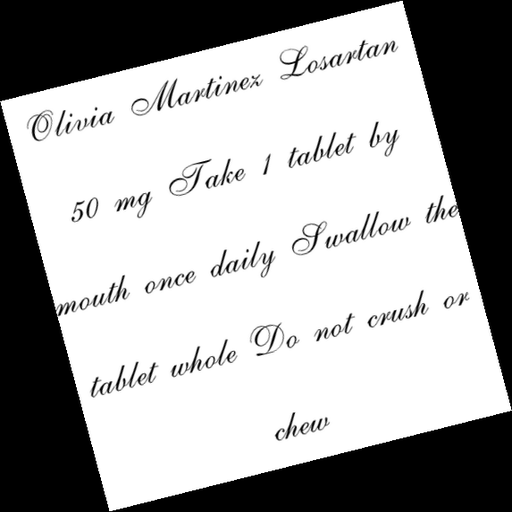 Olivia Martinez Losartan
50 mg Take 1 tablet by
mouth once daily Swallow the
tablet whole Do not crush or
chew